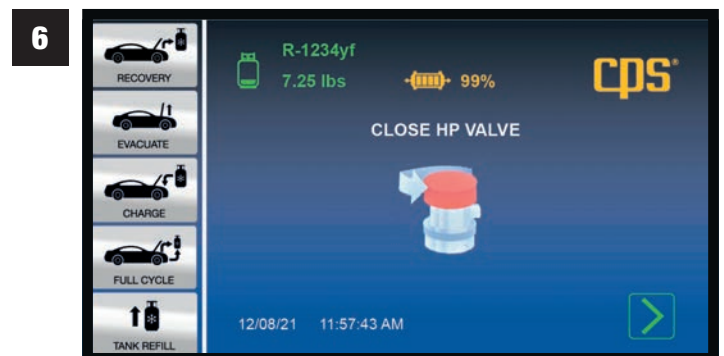 6
RECOVERY
EVACUATE
CHARGE
FULL CYCLE
TANK REFILL
R-1234yf
7.25 lbs
99%
cps®
CLOSE HP VALVE
12/08/21 11:57:43 AM